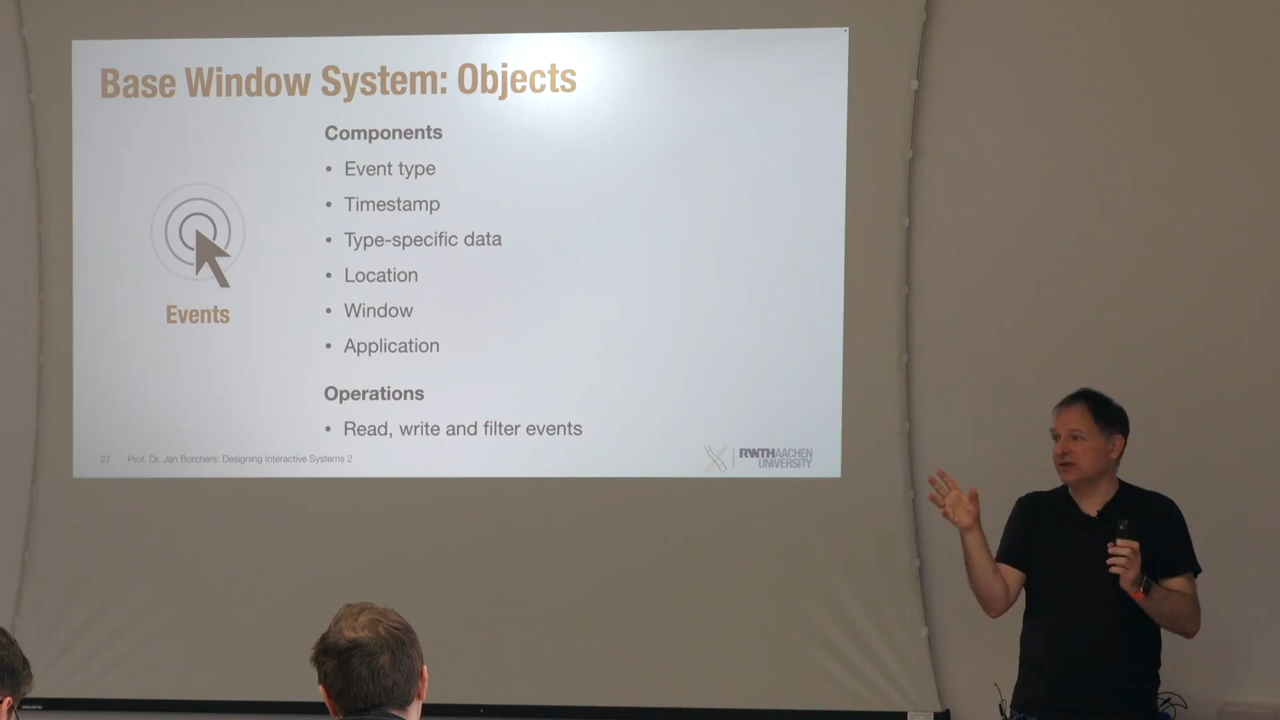 Base Window System: Objects
Components
• Event type
• Timestamp
• Type-specific data
• Location
• Window
• Application
Events
Operations
• Read, write and filter events
27 Prof. Dr. Jan Borchers: Designing Interactive Systems 2
RWTHAACHEN
UNIVERSITY